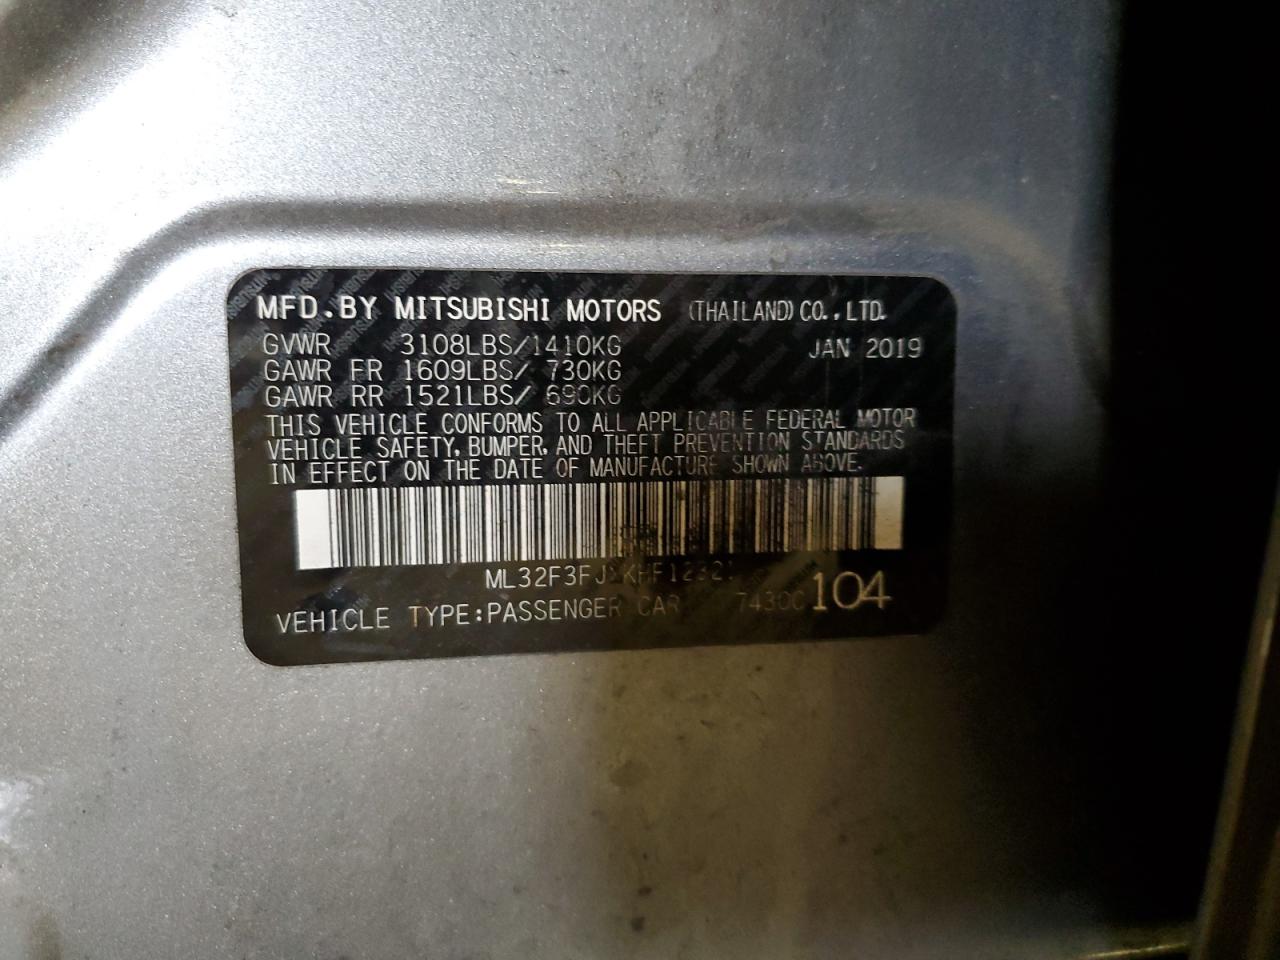 MFD.BY MITSUBISHI MOTORS (THAILAND) CO.,LTD.
GVWR 3108LBS/1410KG JAN 2019
GAWR FR 1609LBS/ 730KG
GAWR RR 1521LBS/ 690KG
THIS VEHICLE CONFORMS TO ALL APPLICABLE FEDERAL MOTOR
VEHICLE SAFETY, BUMPER, AND THEFT PREVENTION STANDARDS
IN EFFECT ON THE DATE OF MANUFACTURE SHOWN ABOVE.
VEHICLE TYPE:PASSENGER CAR 104